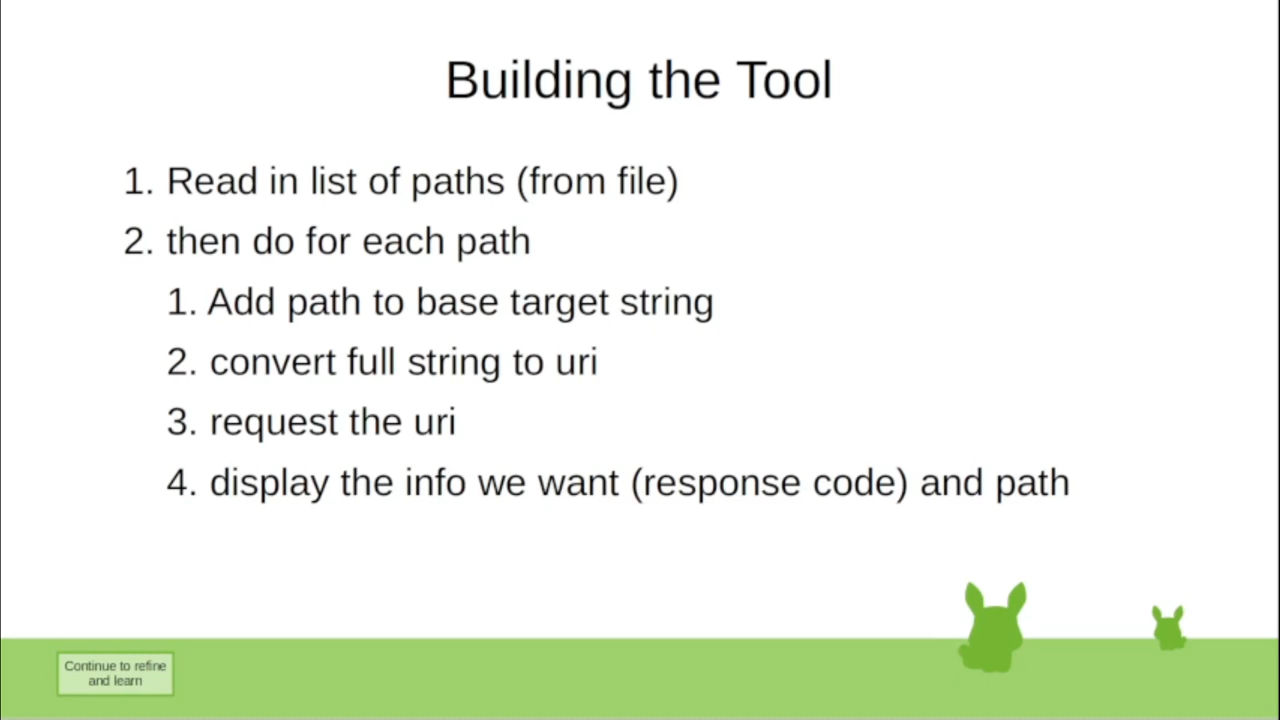 Building the Tool
1. Read in list of paths (from file)
2. then do for each path
1. Add path to base target string
2. convert full string to uri
3. request the uri
4. display the info we want (response code) and path
Continue to refine
and learn